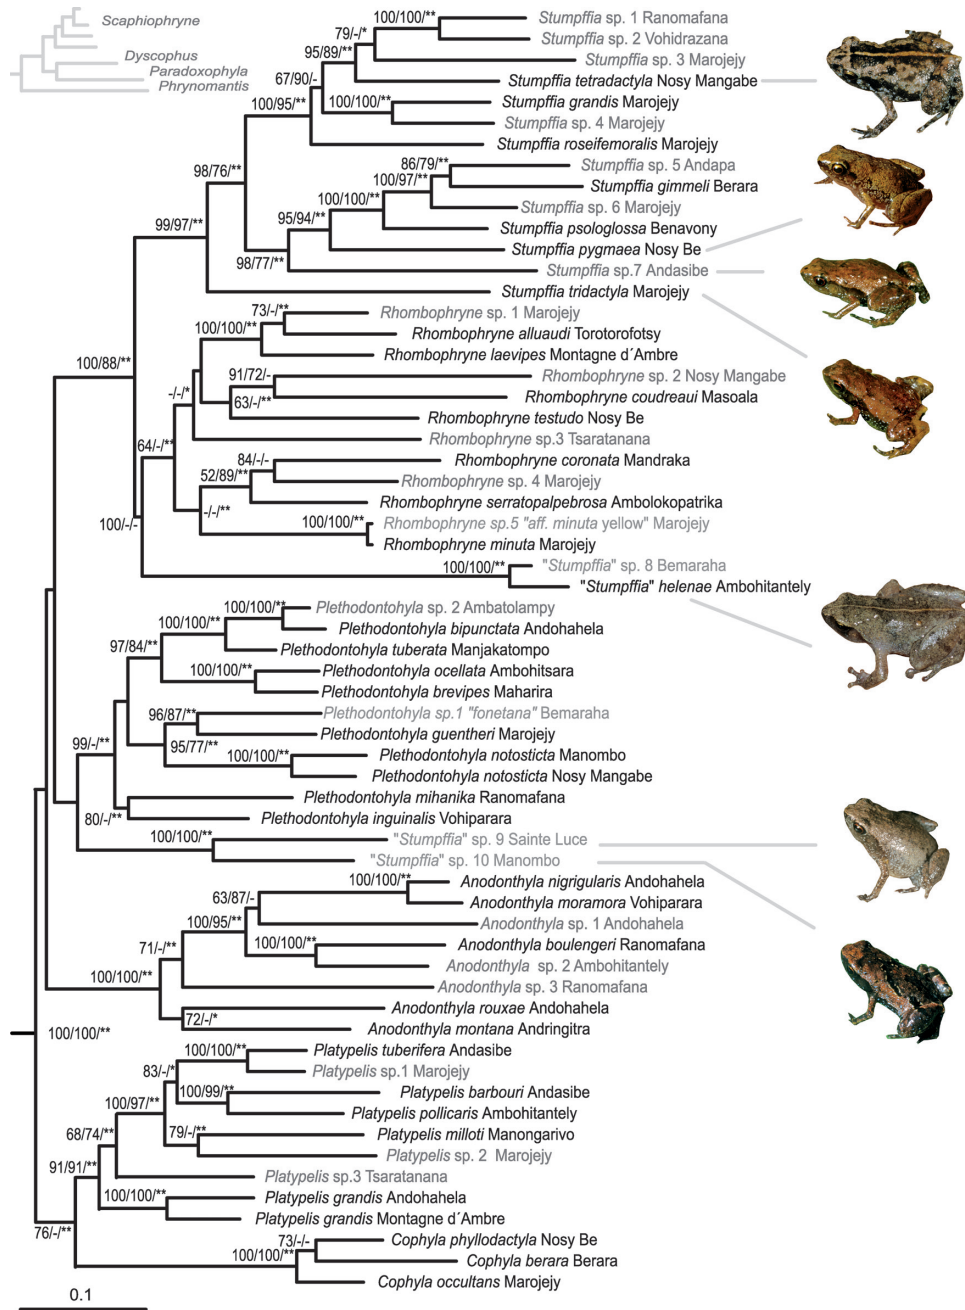 Scaphiophryne
Dyscophus
Paradoxophyla
Phrynomantis
100/100/**
Stumpffia sp. 1 Ranomafana
79/-/*
Stumpffia sp. 2 Vohidrazana
95/89/**
Stumpffia sp. 3 Marojejy
67/90/-
Stumpffia tetradactyla Nosy Mangabe
100/95/**
100/100/**
Stumpffia grandis Marojejy
Stumpffia sp. 4 Marojejy
Stumpffia roseifemoralis Marojejy
98/76/**
86/79/**
Stumpffia sp. 5 Andapa
100/97/**
Stumpffia gimmeli Berara
100/100/**
Stumpffia sp. 6 Marojejy
99/97/**
95/94/**
Stumpffia psologlossa Benavony
Stumpffia pygmaea Nosy Be
98/77/**
Stumpffia sp.7 Andasibe
Stumpffia tridactyla Marojejy
73/-/**
Rhombophryne sp. 1 Marojejy
100/100/**
Rhombophryne alluaudi Torotorofotsy
Rhombophryne laevipes Montagne d´Ambre
100/88/**
-/-/*
91/72/-
Rhombophryne sp. 2 Nosy Mangabe
63/-/**
Rhombophryne coudreaui Masoala
Rhombophryne testudo Nosy Be
64/-/**
Rhombophryne sp.3 Tsaratanana
84/-/-
Rhombophryne coronata Mandraka
52/89/**
Rhombophryne sp. 4 Marojejy
-/-/**
Rhombophryne serratopalpebrosa Ambolokopatrika
100/-/-
100/100/**
Rhombophryne sp.5 "aff. minuta yellow" Marojejy
Rhombophryne minuta Marojejy
100/100/**
"Stumpffia" sp. 8 Bemaraha
"Stumpffia" helenae Ambohitantely
100/100/**
Plethodontohyla sp. 2 Ambatolampy
100/100/**
Plethodontohyla bipunctata Andohahela
97/84/**
Plethodontohyla tuberata Manjakatompo
100/100/**
Plethodontohyla ocellata Ambohitsara
Plethodontohyla brevipes Maharira
96/87/**
Plethodontohyla sp.1 "fonetana" Bemaraha
99/-/**
Plethodontohyla guentheri Marojejy
95/77/**
100/100/**
Plethodontohyla notosticta Manombo
Plethodontohyla notosticta Nosy Mangabe
Plethodontohyla mihanika Ranomafana
80/-/**
Plethodontohyla inguinalis Vohiparara
100/100/**
"Stumpffia" sp. 9 Sainte Luce
"Stumpffia" sp. 10 Manombo
100/100/**
Anodonthyla nigrigularis Andohahela
63/87/-
Anodonthyla moramora Vohiparara
100/95/**
Anodonthyla sp. 1 Andohahela
71/-/**
100/100/**
Anodonthyla boulengeri Ranomafana
Anodonthyla sp. 2 Ambohitantely
100/100/**
Anodonthyla sp. 3 Ranomafana
Anodonthyla rouxae Andohahela
72/-/*
Anodonthyla montana Andringitra
100/100/**
100/100/**
Platypelis tuberifera Andasibe
83/-/*
Platypelis sp.1 Marojejy
100/99/**
Platypelis barbouri Andasibe
100/97/**
Platypelis pollicaris Ambohitantely
68/74/**
79/-/**
Platypelis milloti Manongarivo
Platypelis sp. 2 Marojejy
91/91/**
Platypelis sp.3 Tsaratanana
100/100/**
Platypelis grandis Andohahela
Platypelis grandis Montagne d´Ambre
76/-/**
73/-/-
Cophyla phyllodactyla Nosy Be
100/100/**
Cophyla berara Berara
Cophyla occultans Marojejy
0.1